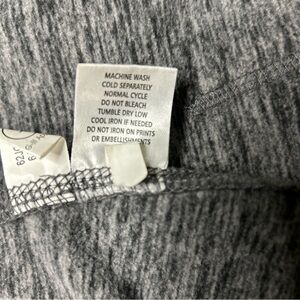 MACHINE WASH
COLD SEPARATELY
NORMAL CYCLE
DO NOT BLEACH
TUMBLE DRY LOW
COOL IRON IF NEEDED
DO NOT IRON ON PRINTS
OR EMBELLISHMENTS